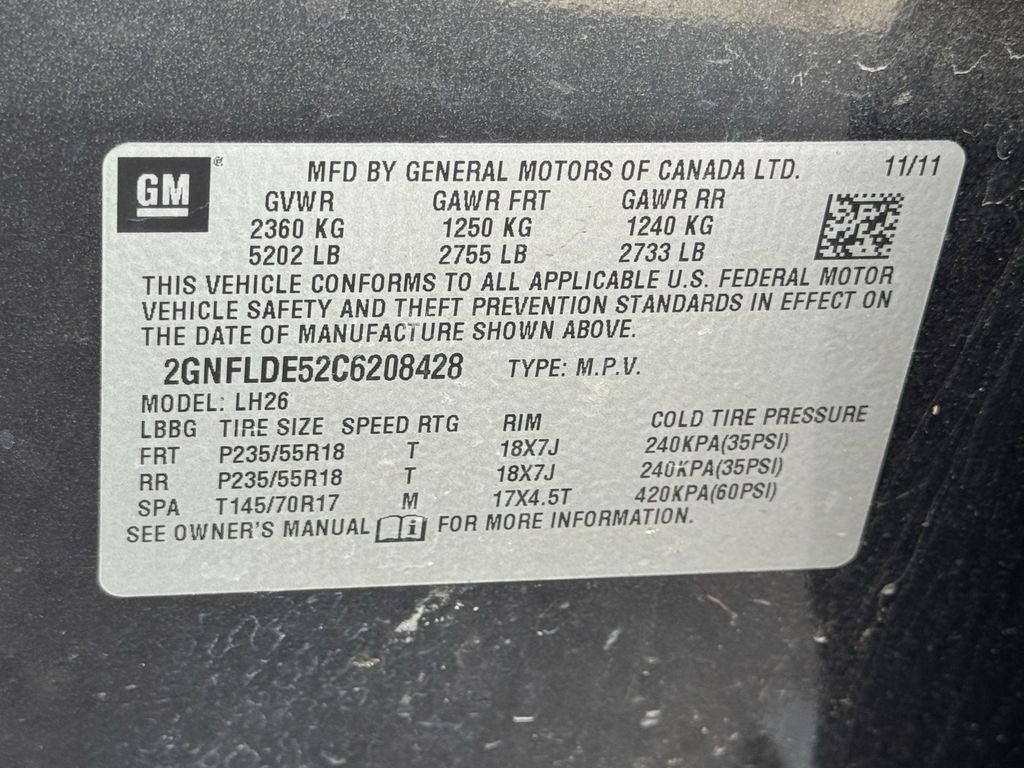 GM® MFD BY GENERAL MOTORS OF CANADA LTD. 11/11
GVWR GAWR FRT GAWR RR
2360 KG 1250 KG 1240 KG
5202 LB 2755 LB 2733 LB
THIS VEHICLE CONFORMS TO ALL APPLICABLE U.S. FEDERAL MOTOR
VEHICLE SAFETY AND THEFT PREVENTION STANDARDS IN EFFECT ON
THE DATE OF MANUFACTURE SHOWN ABOVE.
2GNFLDE52C6208428 TYPE: M.P.V.
MODEL: LH26
LBBG TIRE SIZE SPEED RTG RIM COLD TIRE PRESSURE
FRT P235/55R18 T 18X7J 240KPA(35PSI)
RR P235/55R18 T 18X7J 240KPA(35PSI)
SPA T145/70R17 M 17X4.5T 420KPA(60PSI)
SEE OWNER'S MANUAL i FOR MORE INFORMATION.